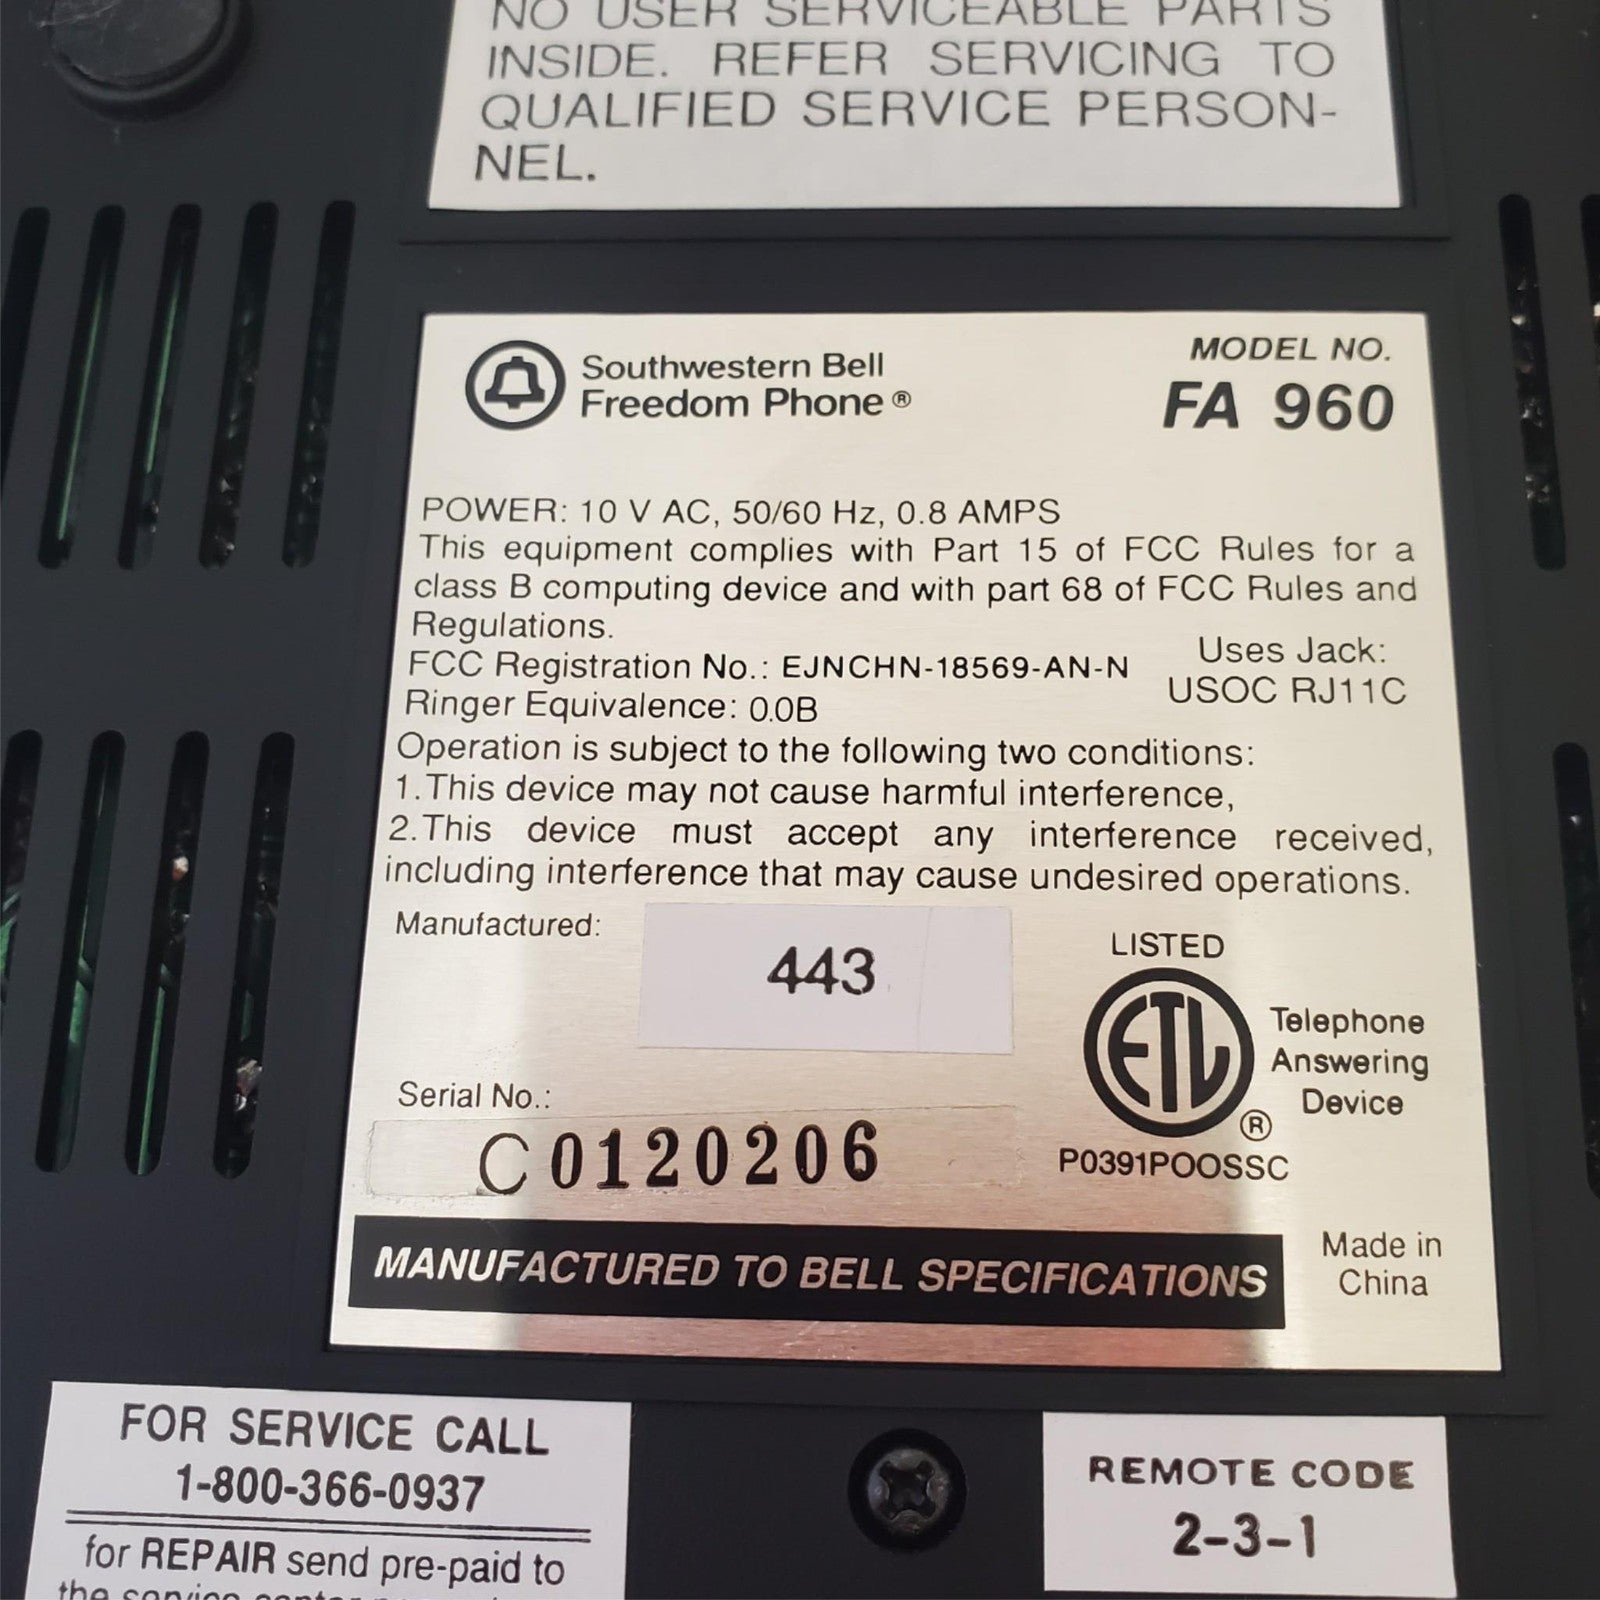 NO USER SERVICEABLE PARTS
INSIDE. REFER SERVICING TO
QUALIFIED SERVICE PERSON-
NEL.
Southwestern Bell
Freedom Phone®
MODEL NO.
FA 960
POWER: 10 V AC, 50/60 Hz, 0.8 AMPS
This equipment complies with Part 15 of FCC Rules for a
class B computing device and with part 68 of FCC Rules and
Regulations.
FCC Registration No.: EJNCHN-18569-AN-N
Ringer Equivalence: 0.0B
Uses Jack:
USOC RJ11C
Operation is subject to the following two conditions:
1.This device may not cause harmful interference,
2.This device must accept any interference received,
including interference that may cause undesired operations.
Manufactured:
443
Serial No.:
C0120206
LISTED
ETL
®
Telephone
Answering
Device
P0391POOSSC
MANUFACTURED TO BELL SPECIFICATIONS
Made in
China
FOR SERVICE CALL
1-800-366-0937
for REPAIR send pre-paid to
the service center
REMOTE CODE
2-3-1